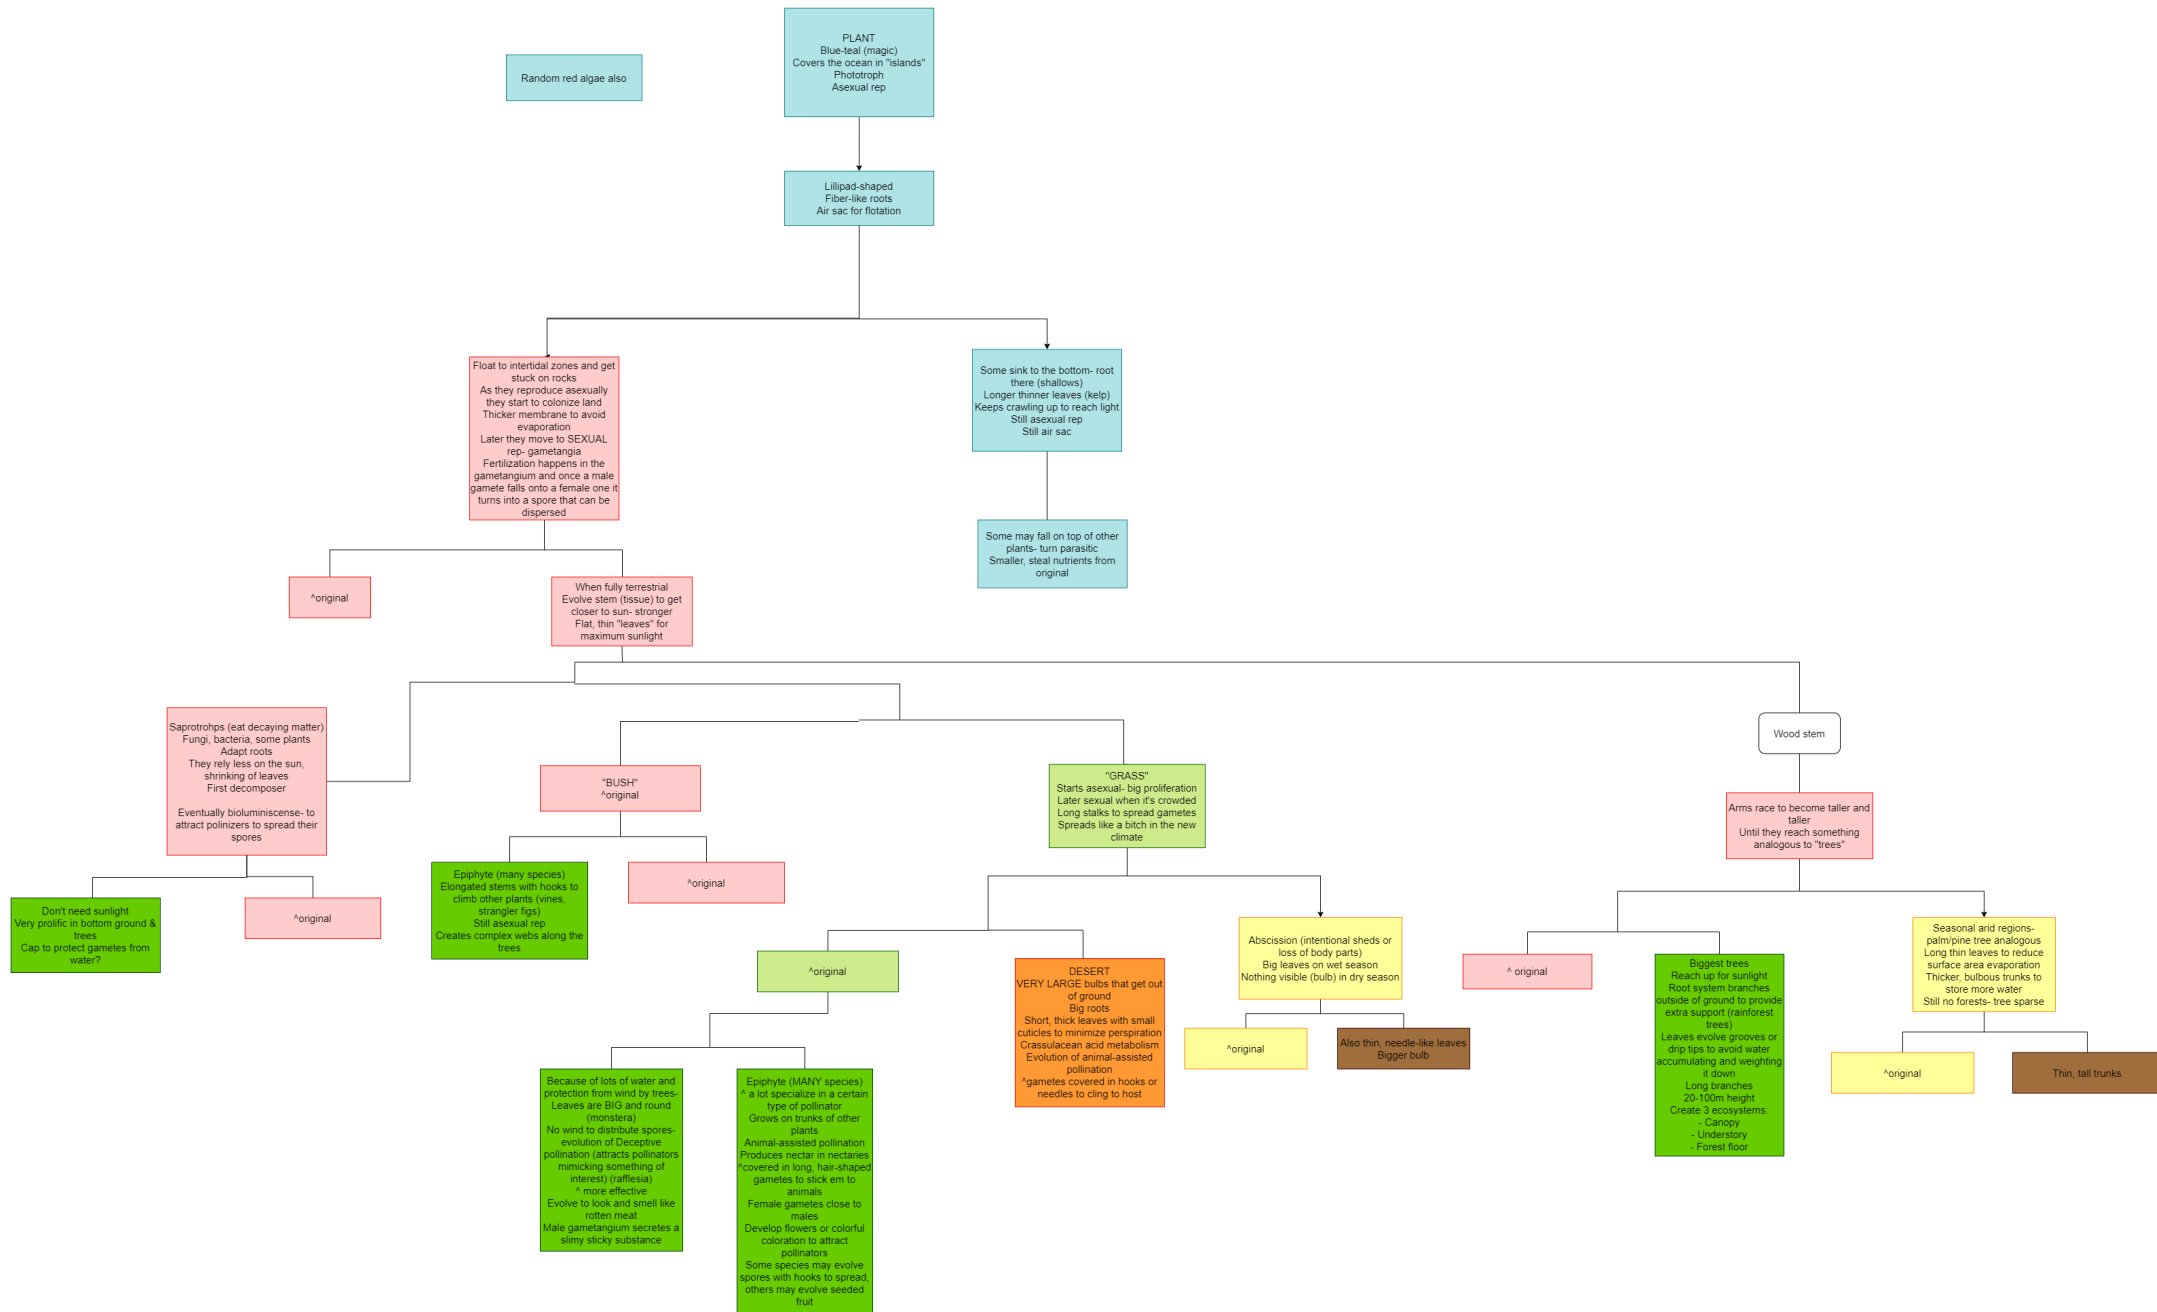 PLANT
Blue-teal (magic)
Covers the ocean in "islands"
Phototroph
Asexual rep
Random red algae also
Lillipad-shaped
Fiber-like roots
Air sac for flotation
Float to intertidal zones and get
stuck on rocks
As they reproduce asexually
they start to colonize land
Thicker membrane to avoid
evaporation
Later they move to SEXUAL
rep- gametangia
Fertilization happens in the
gametangium and once a male
gamete falls onto a female one it
turns into a spore that can be
dispersed
Some sink to the bottom- root
there (shallows)
Longer thinner leaves (kelp)
Keeps crawling up to reach light
Still asexual rep
Still air sac
Some may fall on top of other
plants- turn parasitic
Smaller, steal nutrients from
original
^original
When fully terrestrial
Evolve stem (tissue) to get
closer to sun- stronger
Flat, thin "leaves" for
maximum sunlight
Saprotrohps (eat decaying matter)
Fungi, bacteria, some plants
Adapt roots
They rely less on the sun,
shrinking of leaves
First decomposer
Eventually bioluminiscense- to
attract polinizers to spread their
spores
"BUSH"
^original
"GRASS"
Starts asexual- big proliferation
Later sexual when it's crowded
Long stalks to spread gametes
Spreads like a bitch in the new
climate
Wood stem
Arms race to become taller and
taller
Until they reach something
analogous to "trees"
Don't need sunlight
Very prolific in bottom ground &
trees
Cap to protect gametes from
water?
^original
Epiphyte (many species)
Elongated stems with hooks to
climb other plants (vines,
strangler figs)
Still asexual rep
Creates complex webs along the
trees
^original
^original
DESERT
VERY LARGE bulbs that get out
of ground
Big roots
Short, thick leaves with small
cuticles to minimize perspiration
Crassulacean acid metabolism
Evolution of animal-assisted
pollination
^gametes covered in hooks or
needles to cling to host
Abscission (intentional sheds or
loss of body parts)
Big leaves on wet season
Nothing visible (bulb) in dry season
^original
Also thin, needle-like leaves
Bigger bulb
^ original
Biggest trees
Reach up for sunlight
Root system branches
outside of ground to provide
extra support (rainforest
trees)
Leaves evolve grooves or
drip tips to avoid water
accumulating and weighting
it down
Long branches
20-100m height
Create 3 ecosystems:
- Canopy
- Understory
- Forest floor
Seasonal arid regions-
palm/pine tree analogous
Long thin leaves to reduce
surface area evaporation
Thicker, bulbous trunks to
store more water
Still no forests- tree sparse
^original
Thin, tall trunks
Because of lots of water and
protection from wind by trees-
Leaves are BIG and round
(monstera)
No wind to distribute spores-
evolution of Deceptive
pollination (attracts pollinators
mimicking something of
interest) (rafflesia)
^ more effective
Evolve to look and smell like
rotten meat
Male gametangium secretes a
slimy sticky substance
Epiphyte (MANY species)
^ a lot specialize in a certain
type of pollinator
Grows on trunks of other
plants
Animal-assisted pollination
Produces nectar in nectaries
^covered in long, hair-shaped
gametes to stick em to
animals
Female gametes close to
males
Develop flowers or colorful
coloration to attract
pollinators
Some species may evolve
spores with hooks to spread,
others may evolve seeded
fruit